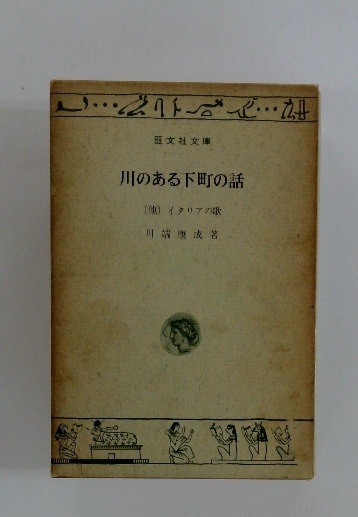 旺文社文庫
川のある下町の話
(他) イタリアの歌
川端康成著